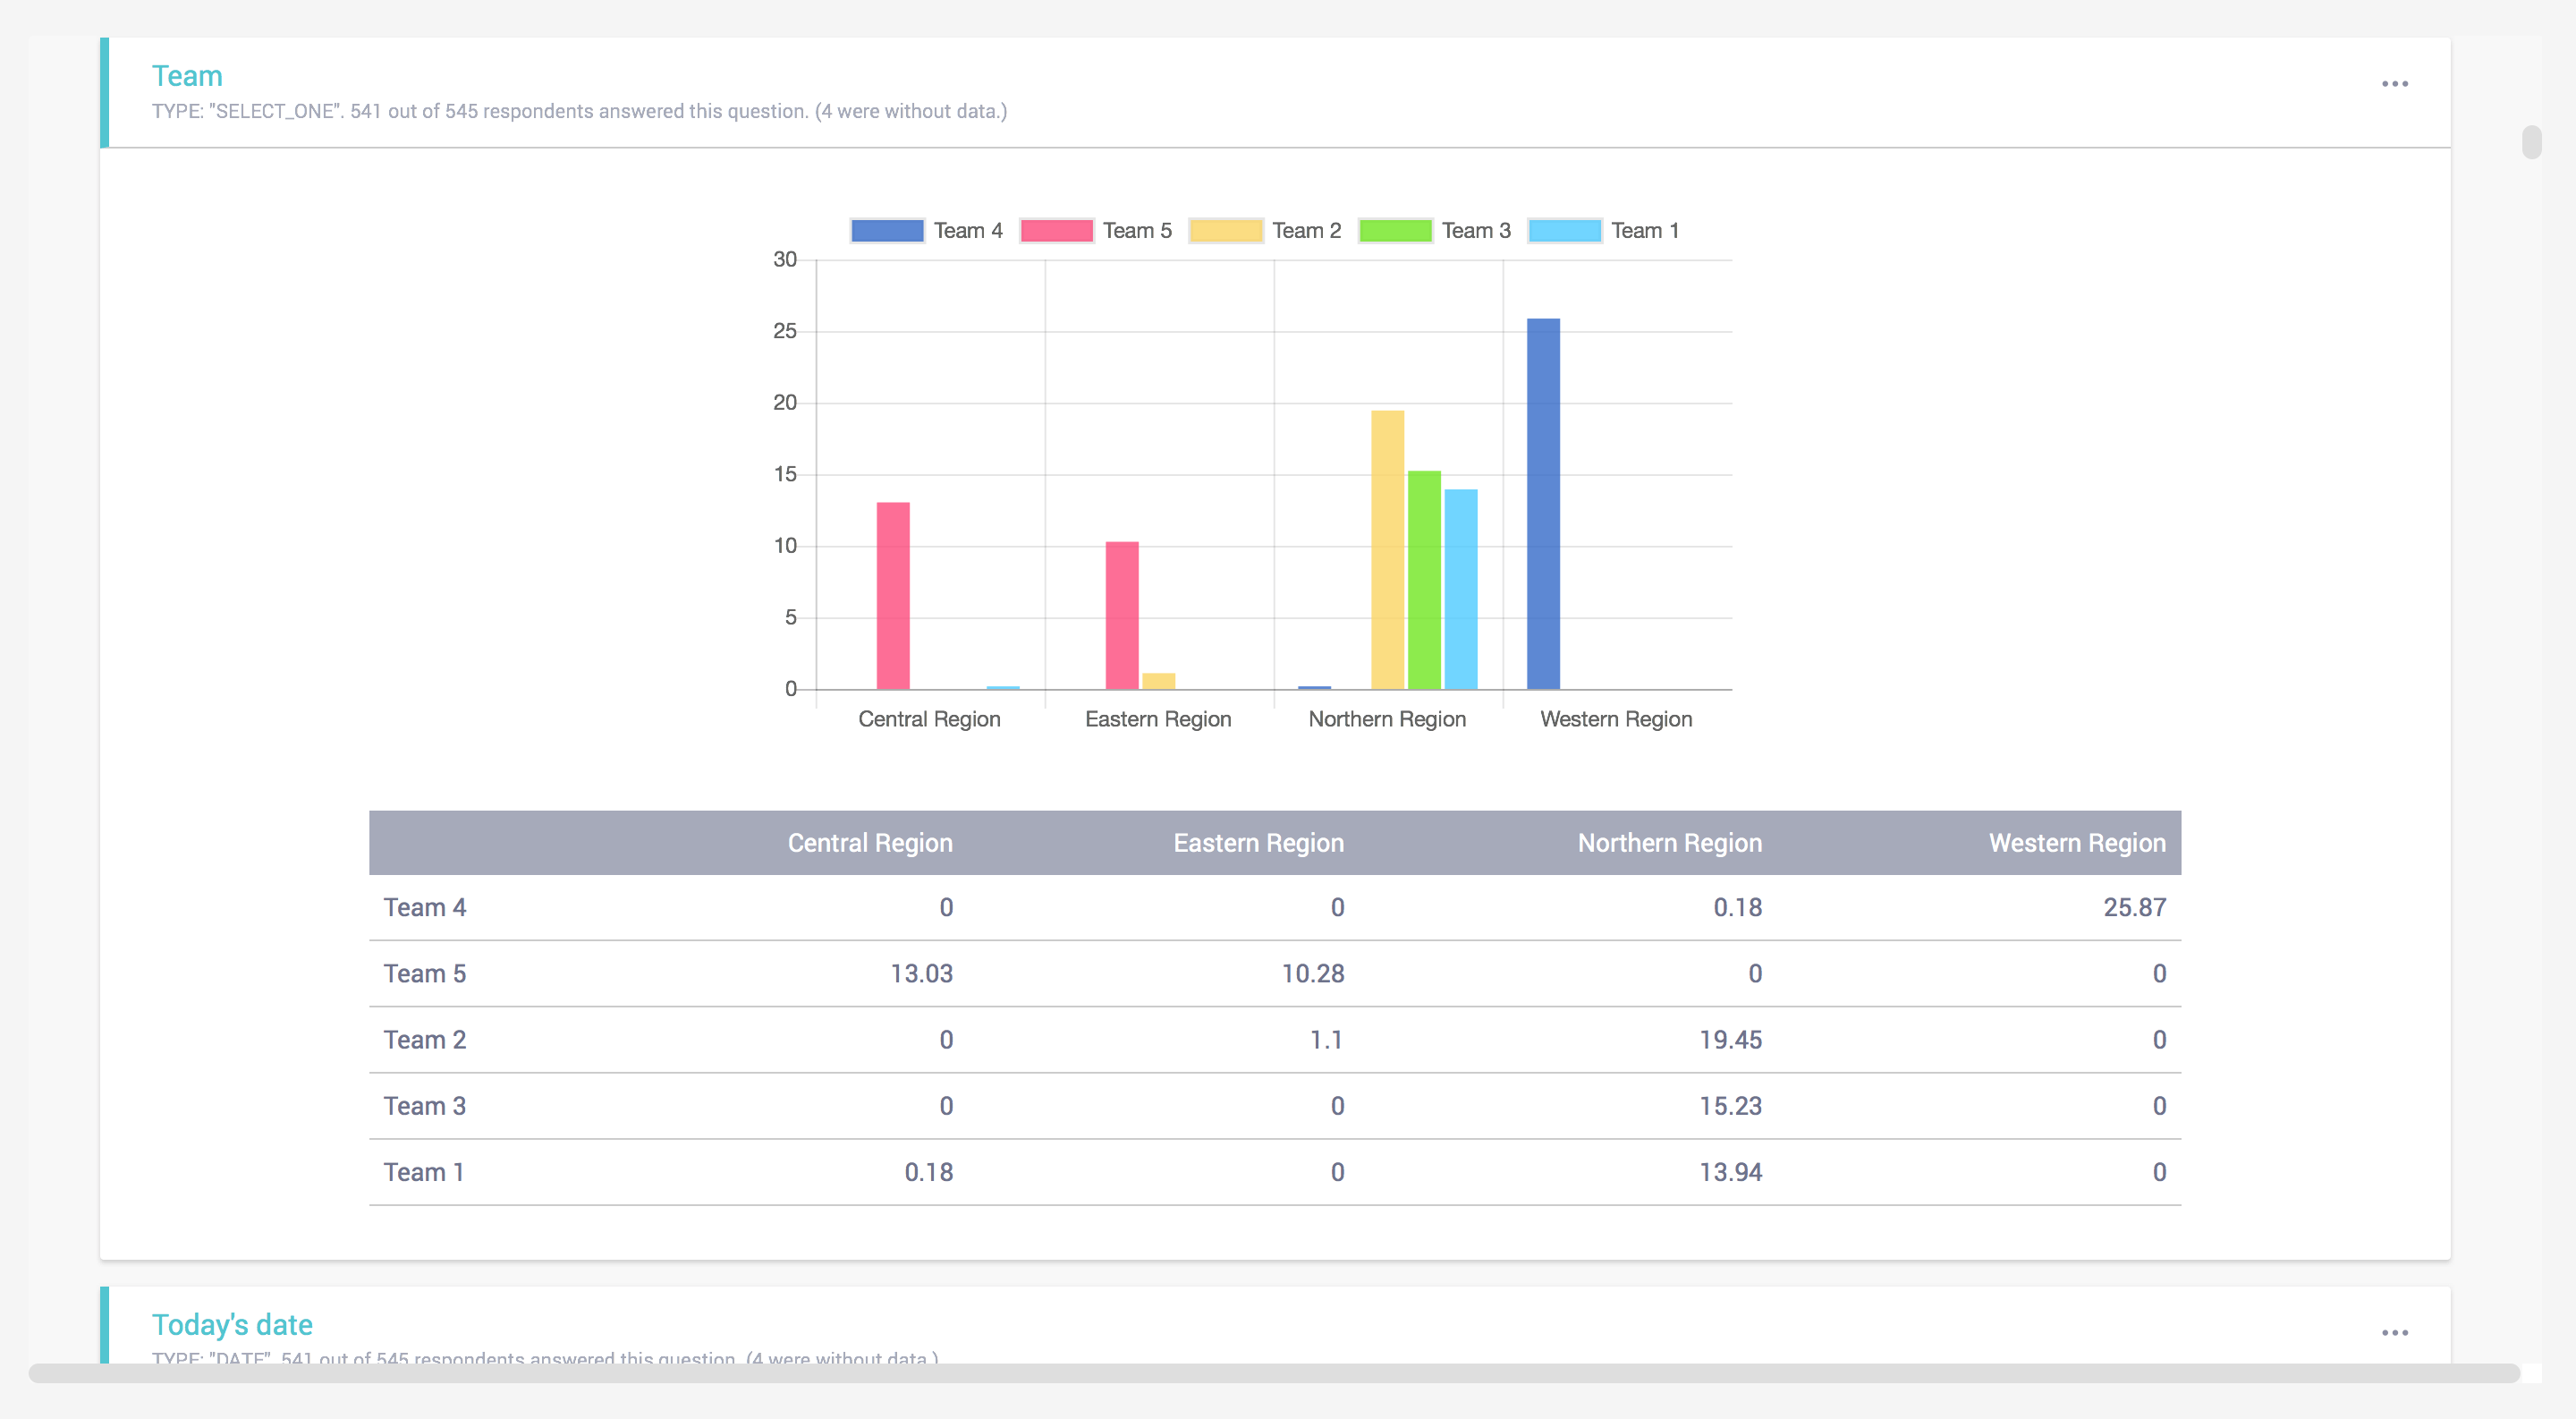 Team
TYPE: "SELECT_ONE". 541 out of 545 respondents answered this question. (4 were without data.)
Team 4 Team 5 Team 2 Team 3 Team 1
30
25
20
15
10
5
0
Central Region Eastern Region Northern Region Western Region
Central Region Eastern Region Northern Region Western Region
Team 4 0 0 0.18 25.87
Team 5 13.03 10.28 0 0
Team 2 0 1.1 19.45 0
Team 3 0 0 15.23 0
Team 1 0.18 0 13.94 0
Today's date
TYPE: "DATE". 541 out of 545 respondents answered this question. (4 were without data.)